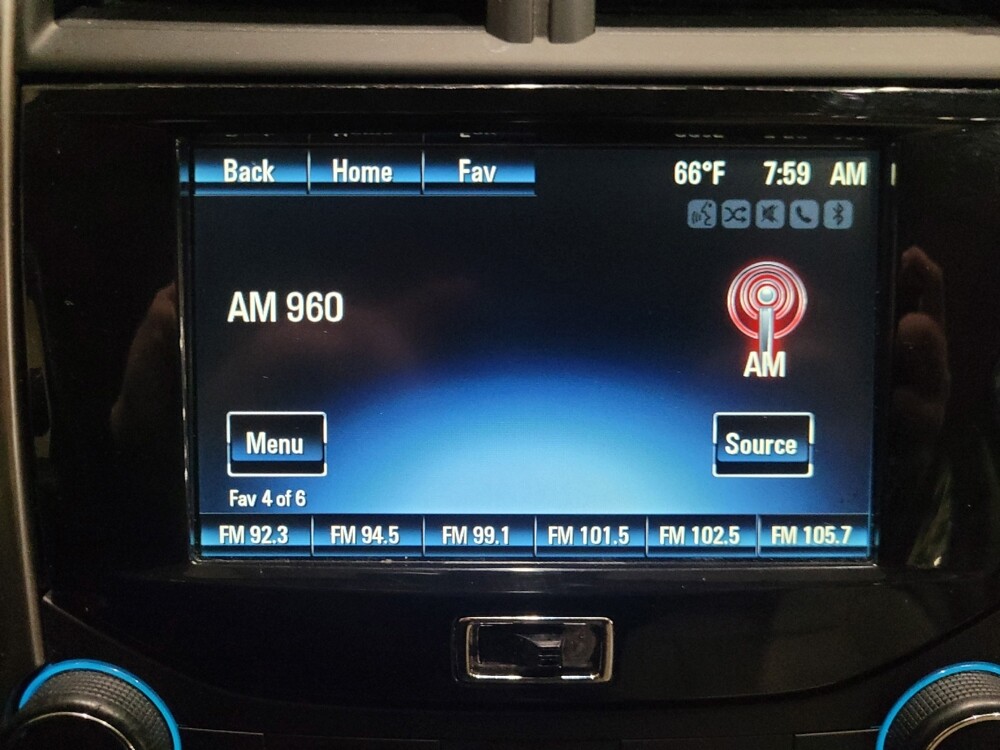 Back Home Fav 66°F 7:59 AM
AM 960
AM
Menu Source
Fav 4 of 6
FM 92.3 FM 94.5 FM 99.1 FM 101.5 FM 102.5 FM 105.7